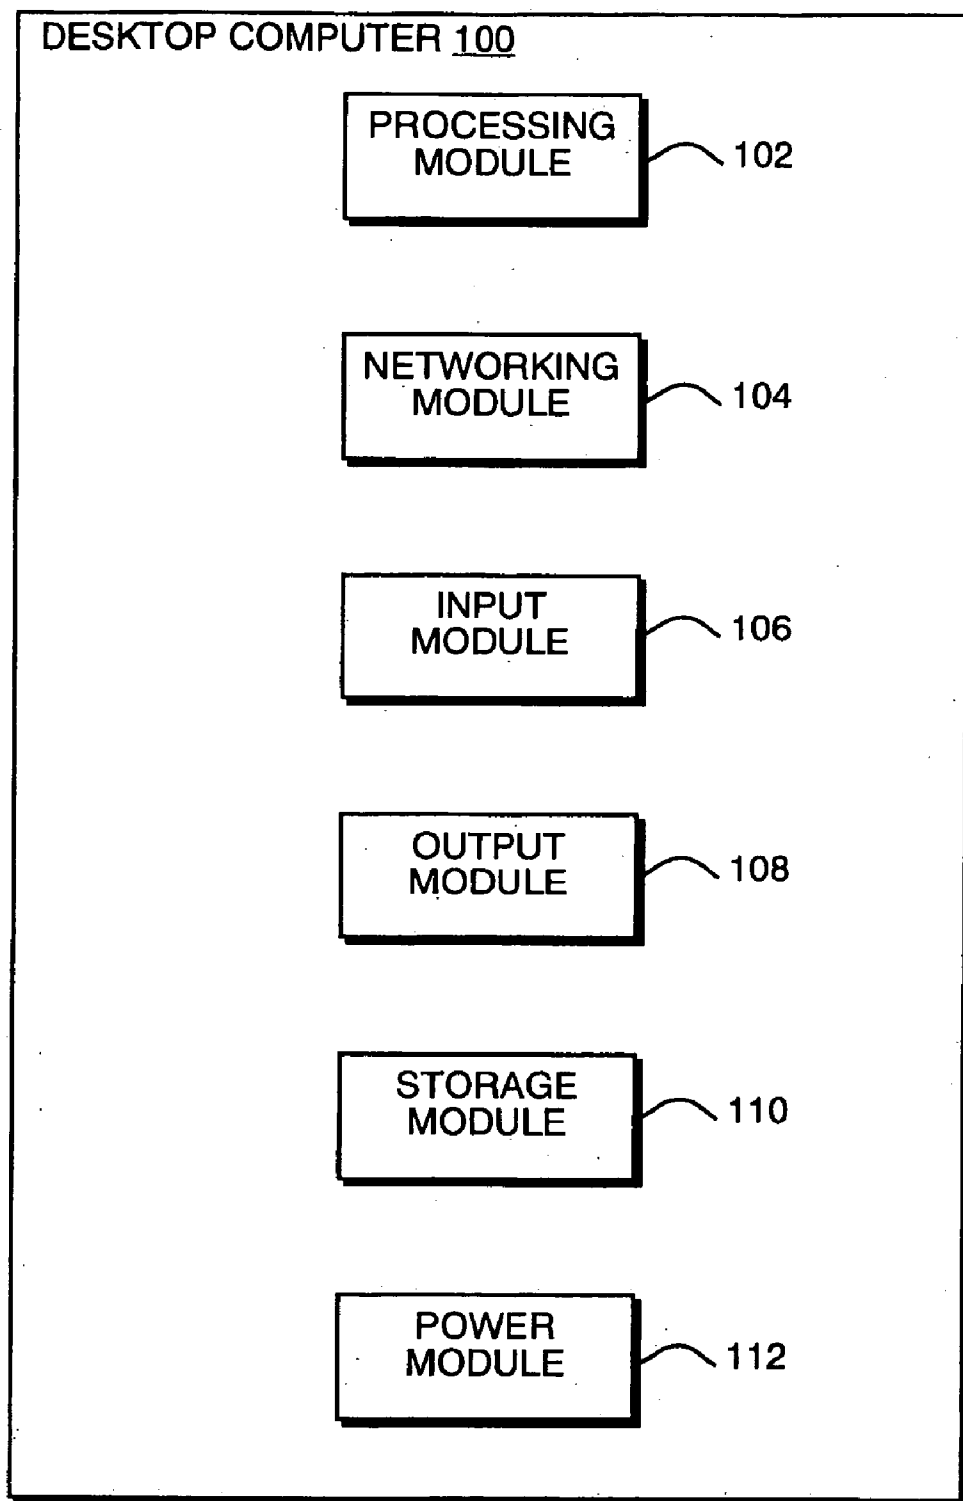 DESKTOP COMPUTER 100
PROCESSING
MODULE
102
NETWORKING
MODULE
104
INPUT
MODULE
106
OUTPUT
MODULE
108
STORAGE
MODULE
110
POWER
MODULE
112